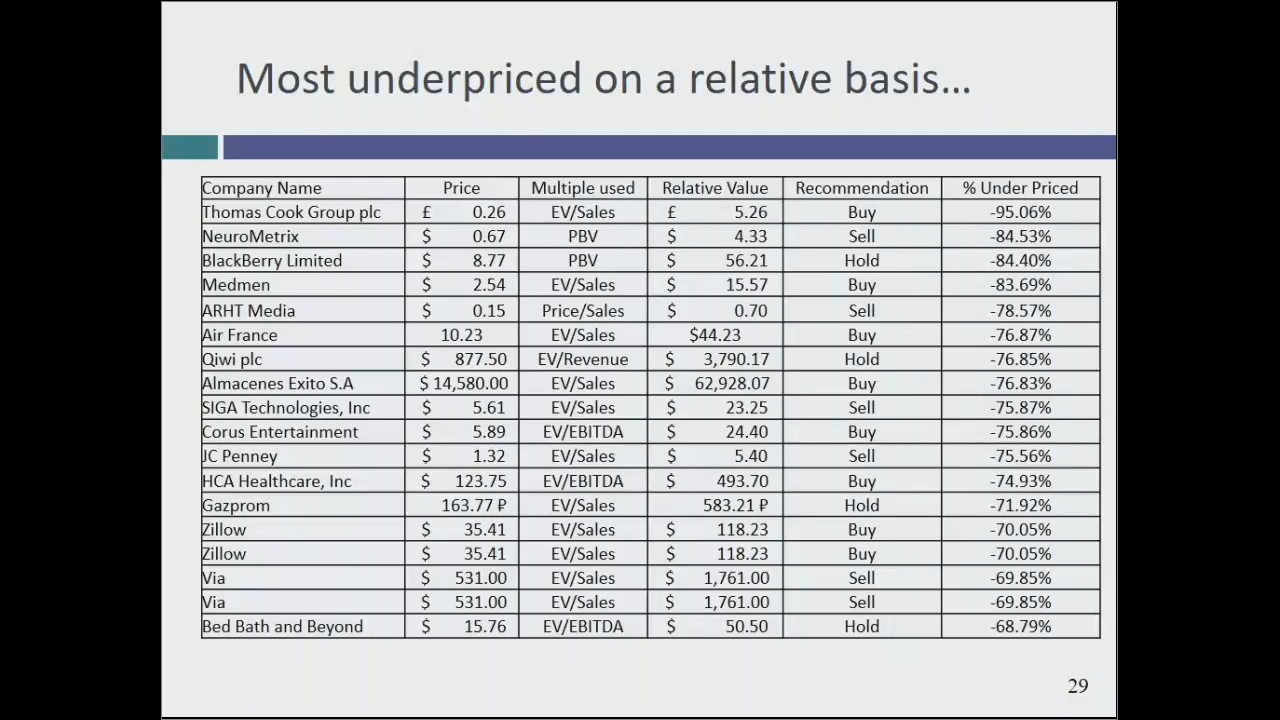 Most underpriced on a relative basis...
Company Name Price Multiple used Relative Value Recommendation % Under Priced
Thomas Cook Group plc £ 0.26 EV/Sales £ 5.26 Buy -95.06%
NeuroMetrix $ 0.67 PBV $ 4.33 Sell -84.53%
BlackBerry Limited $ 8.77 PBV $ 56.21 Hold -84.40%
Medmen $ 2.54 EV/Sales $ 15.57 Buy -83.69%
ARHT Media $ 0.15 Price/Sales $ 0.70 Sell -78.57%
Air France 10.23 EV/Sales $44.23 Buy -76.87%
Qiwi plc $ 877.50 EV/Revenue $ 3,790.17 Hold -76.85%
Almacenes Exito S.A $ 14,580.00 EV/Sales $ 62,928.07 Buy -76.83%
SIGA Technologies, Inc $ 5.61 EV/Sales $ 23.25 Sell -75.87%
Corus Entertainment $ 5.89 EV/EBITDA $ 24.40 Buy -75.86%
JC Penney $ 1.32 EV/Sales $ 5.40 Sell -75.56%
HCA Healthcare, Inc $ 123.75 EV/EBITDA $ 493.70 Buy -74.93%
Gazprom 163.77 ₽ EV/Sales 583.21 ₽ Hold -71.92%
Zillow $ 35.41 EV/Sales $ 118.23 Buy -70.05%
Zillow $ 35.41 EV/Sales $ 118.23 Buy -70.05%
Via $ 531.00 EV/Sales $ 1,761.00 Sell -69.85%
Via $ 531.00 EV/Sales $ 1,761.00 Sell -69.85%
Bed Bath and Beyond $ 15.76 EV/EBITDA $ 50.50 Hold -68.79%
29